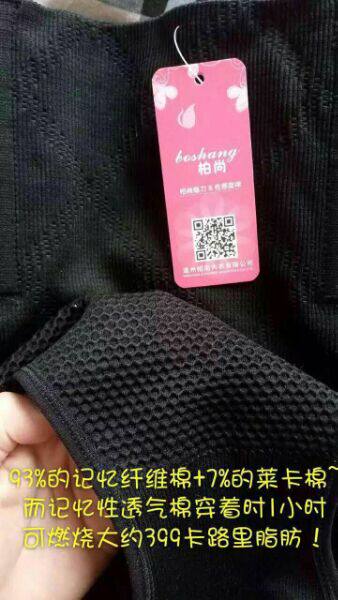 boshang
柏尚
93%的记忆纤维棉+7%的莱卡棉~
而记忆性透气棉穿着时1小时
可燃烧大约399卡路里脂肪！